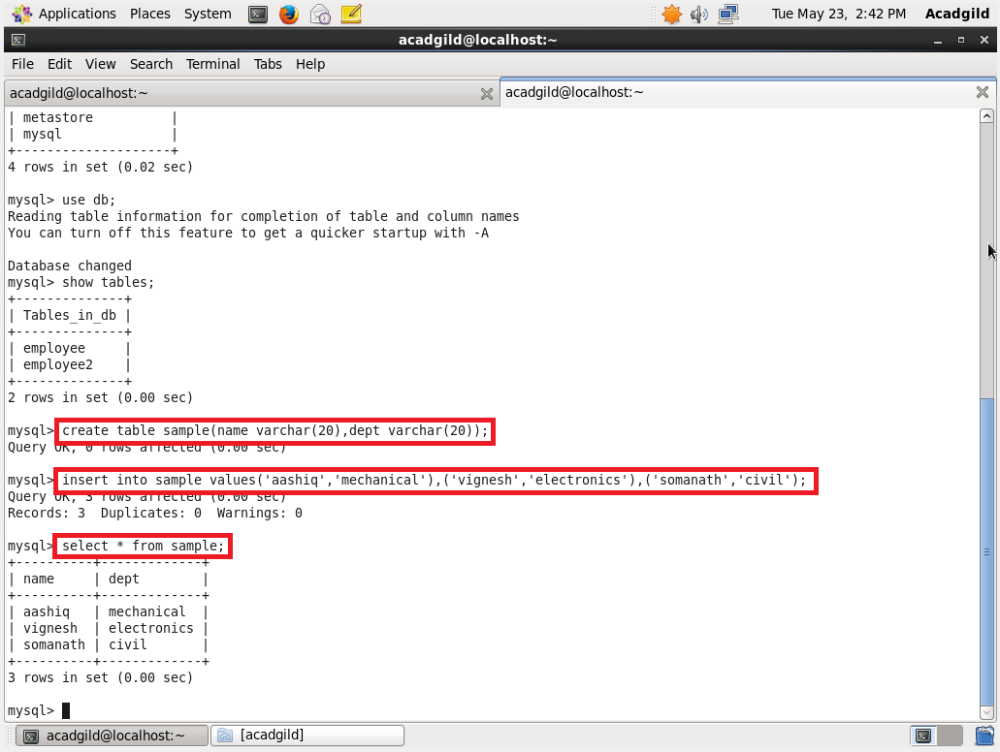 Applications Places System Tue May 23, 2:42 PM Acadgild
acadgild@localhost:~
File Edit View Search Terminal Tabs Help
acadgild@localhost:~ acadgild@localhost:~
| metastore          |
| mysql              |
+--------------------+
4 rows in set (0.02 sec)
mysql> use db;
Reading table information for completion of table and column names
You can turn off this feature to get a quicker startup with -A
Database changed
mysql> show tables;
+--------------+
| Tables_in_db |
+--------------+
| employee     |
| employee2    |
+--------------+
2 rows in set (0.00 sec)
mysql> create table sample(name varchar(20),dept varchar(20));
Query OK, 0 rows affected (0.00 sec)
mysql> insert into sample values('aashiq','mechanical'),('vignesh','electronics'),('somanath','civil');
Query OK, 3 rows affected (0.00 sec)
Records: 3  Duplicates: 0  Warnings: 0
mysql> select * from sample;
+----------+-------------+
| name     | dept        |
+----------+-------------+
| aashiq   | mechanical  |
| vignesh  | electronics |
| somanath | civil       |
+----------+-------------+
3 rows in set (0.00 sec)
mysql>
acadgild@localhost:~ [acadgild]